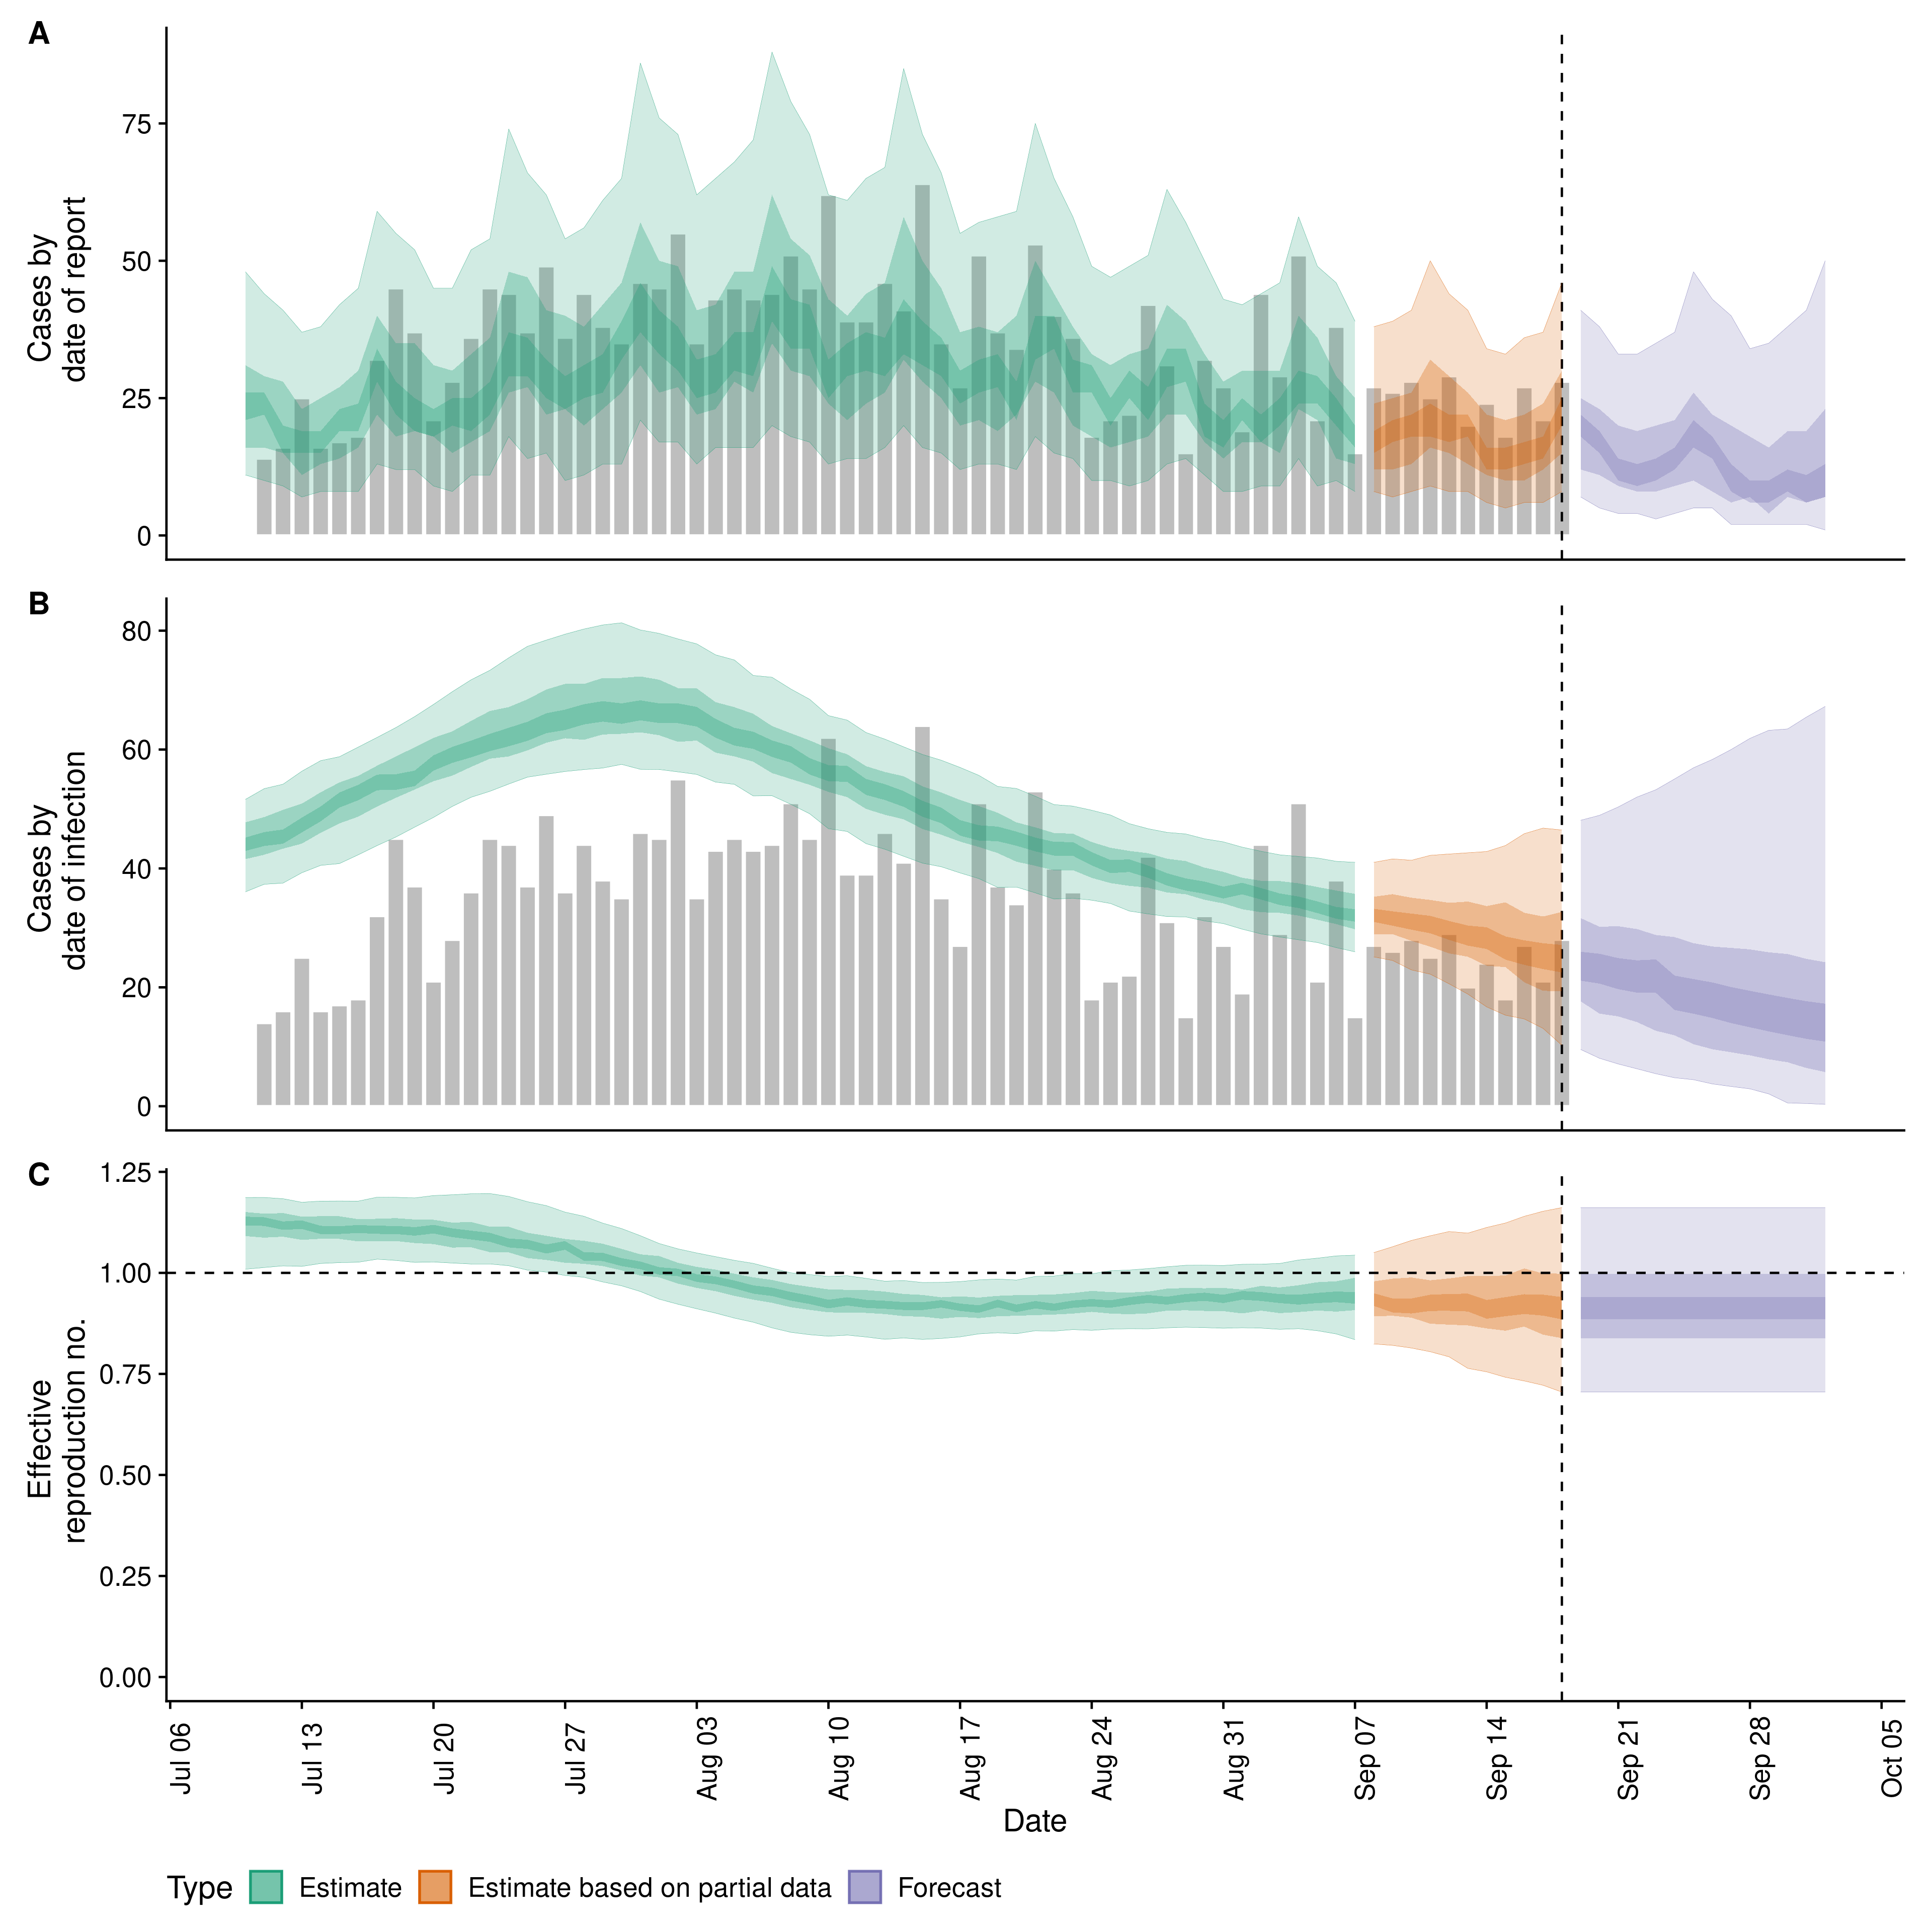 A
Cases by
date of report
75
50
25
0
B
Cases by
date of infection
80
60
40
20
0
C
Effective
reproduction no.
1.25
1.00
0.75
0.50
0.25
0.00
Jul 06
Jul 13
Jul 20
Jul 27
Aug 03
Aug 10
Aug 17
Aug 24
Aug 31
Sep 07
Sep 14
Sep 21
Sep 28
Oct 05
Date
Type Estimate Estimate based on partial data Forecast